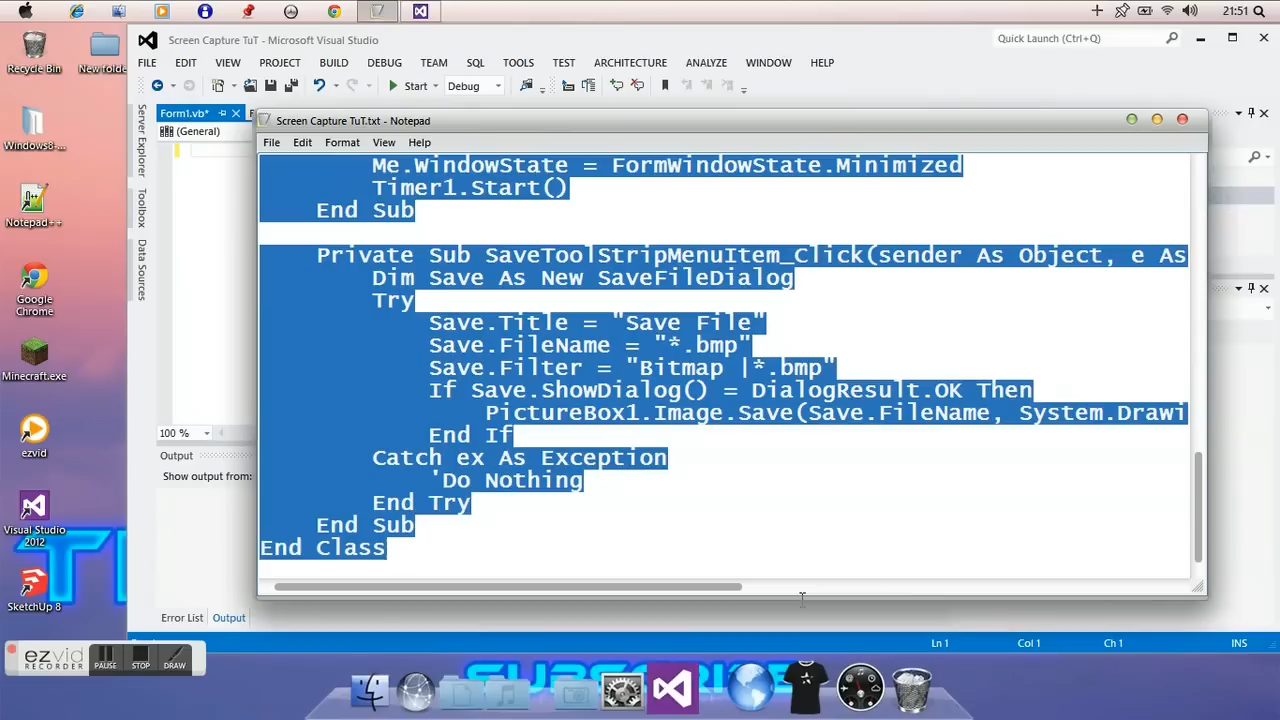 21:51
Recycle Bin
New folde
Windows8-...
Notepad++
Google
Chrome
Minecraft.exe
ezvid
Visual Studio
2012
SketchUp 8
Screen Capture TuT - Microsoft Visual Studio
Quick Launch (Ctrl+Q)
FILE EDIT VIEW PROJECT BUILD DEBUG TEAM SQL TOOLS TEST ARCHITECTURE ANALYZE WINDOW HELP
Start Debug
Server Explorer
Toolbox
Data Sources
Form1.vb*
(General)
100 %
Output
Show output from:
Error List Output
Screen Capture TuT.txt - Notepad
File Edit Format View Help
Me.WindowState = FormWindowState.Minimized
Timer1.Start()
End Sub
Private Sub SaveToolStripMenuItem_Click(sender As Object, e As
Dim Save As New SaveFileDialog
Try
Save.Title = "Save File"
Save.FileName = "*.bmp"
Save.Filter = "Bitmap |*.bmp"
If Save.ShowDialog() = DialogResult.OK Then
PictureBox1.Image.Save(Save.FileName, System.Drawi
End If
Catch ex As Exception
'Do Nothing
End Try
End Sub
End Class
Ln 1 Col 1 Ch 1 INS
ezvid
RECORDER
PAUSE STOP DRAW
SUBSCRIBE